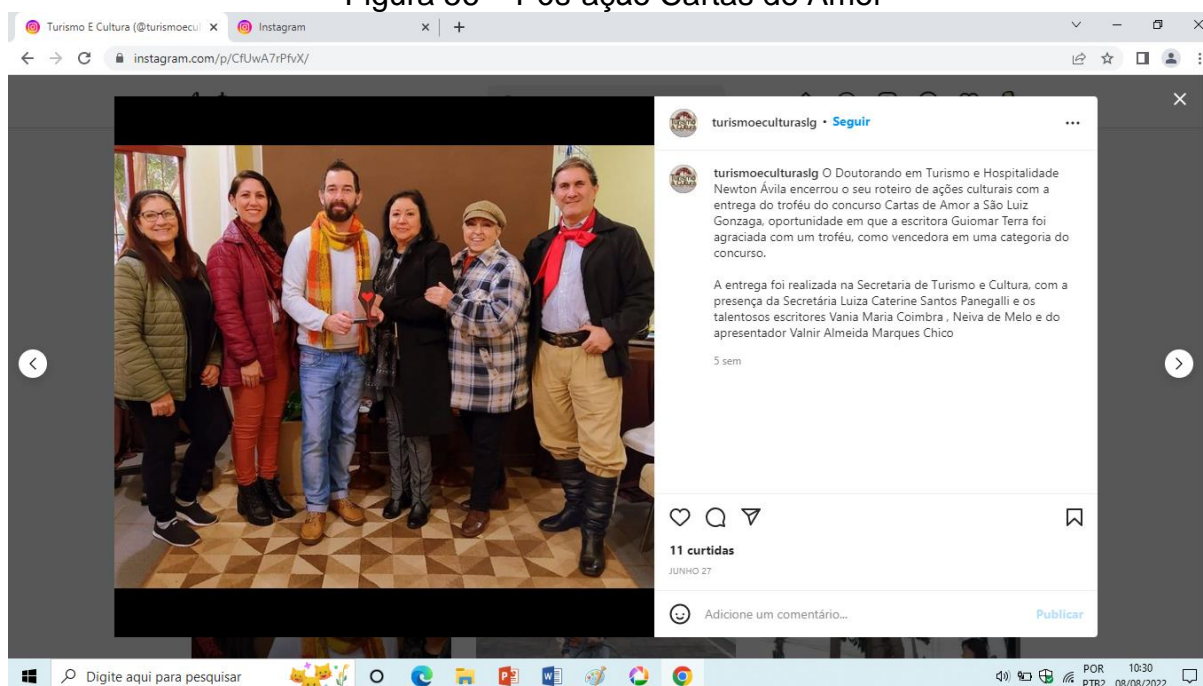 Turismo E Cultura (@turismoecul
Instagram
instagram.com/p/CfUwA7rPfvX/
turismoeculturaslg • Seguir
turismoeculturaslg O Doutorando em Turismo e Hospitalidade
Newton Ávila encerrou o seu roteiro de ações culturais com a
entrega do troféu do concurso Cartas de Amor a São Luiz
Gonzaga, oportunidade em que a escritora Guiomar Terra foi
agraciada com um troféu, como vencedora em uma categoria do
concurso.
A entrega foi realizada na Secretaria de Turismo e Cultura, com a
presença da Secretária Luiza Caterine Santos Panegalli e os
talentosos escritores Vania Maria Coimbra , Neiva de Melo e do
apresentador Valnir Almeida Marques Chico
5 sem
11 curtidas
JUNHO 27
Adicione um comentário...
Publicar
Digite aqui para pesquisar
POR
10:30
PTB2
08/08/2022